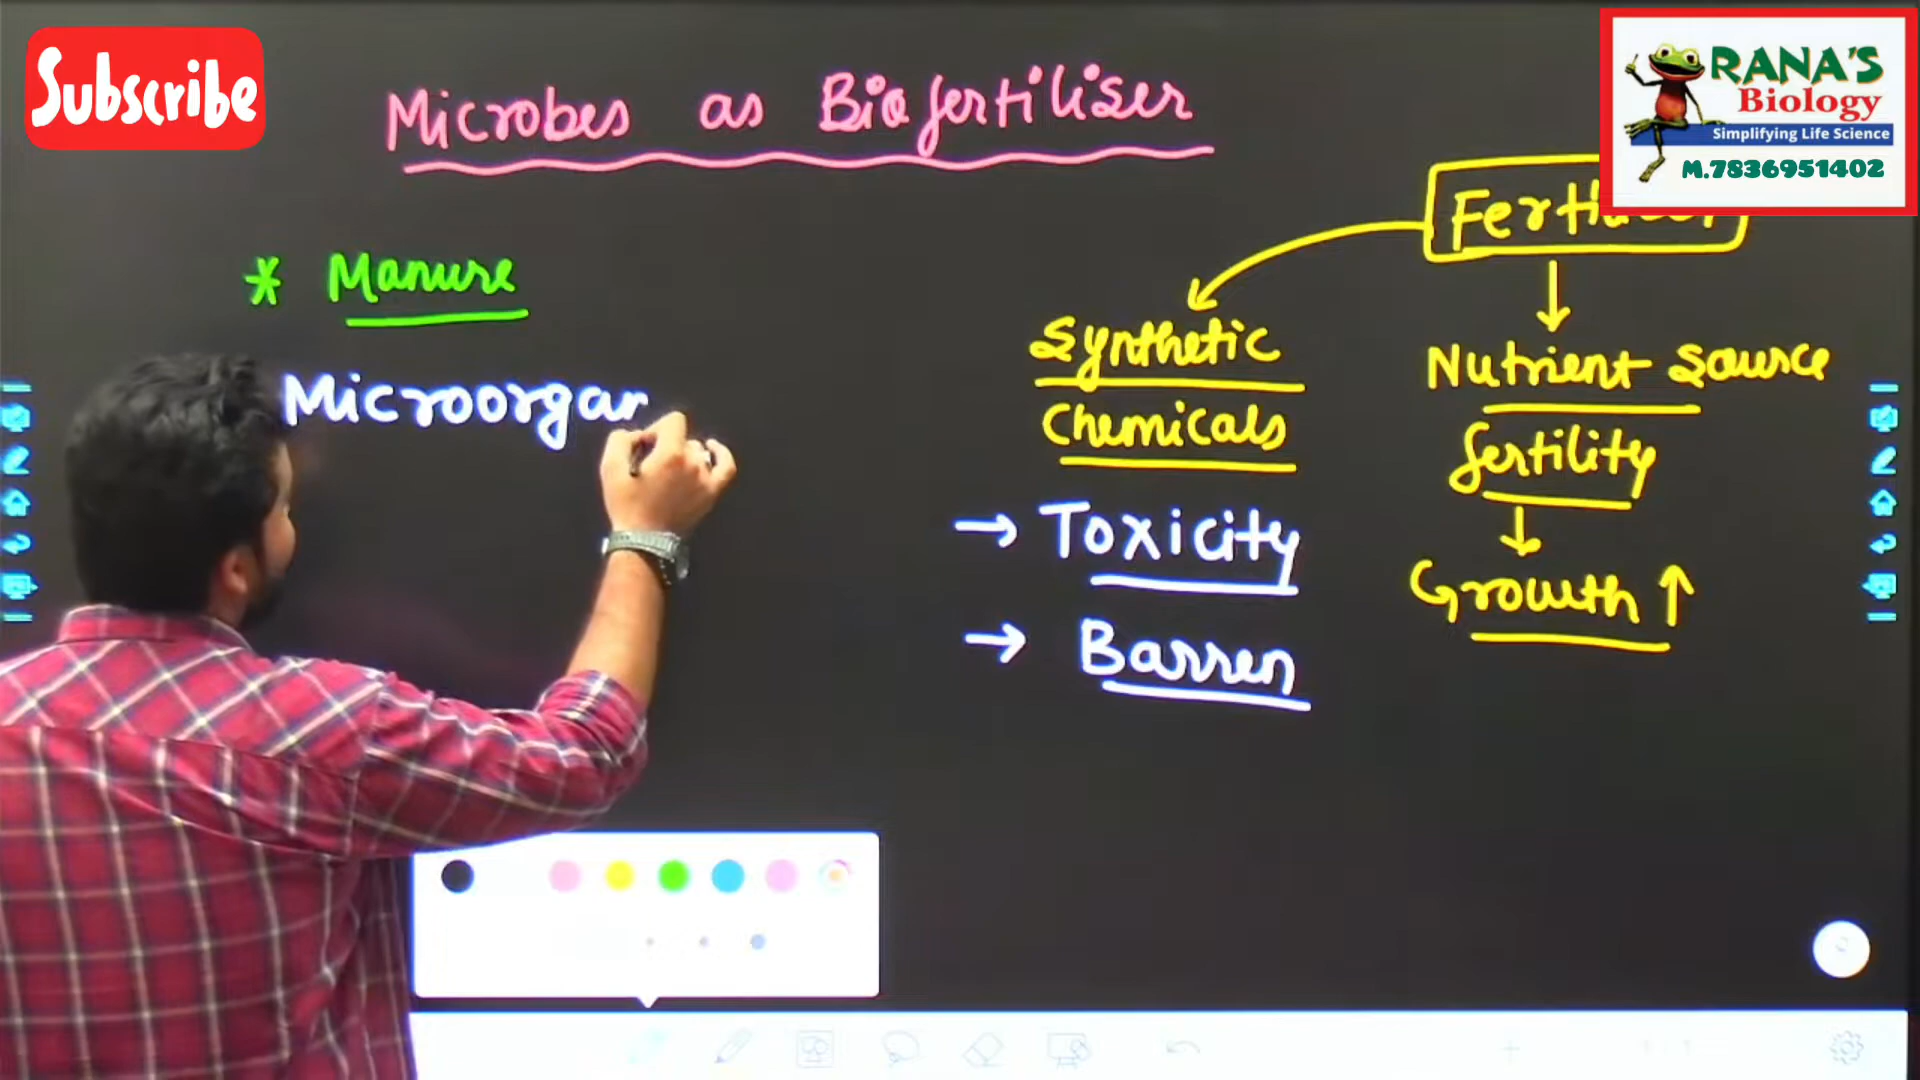 Subscribe
RANA'S
Biology
Simplifying Life Science
M.7836951402
Microbes as Biofertiliser
* Manure
Microorgan
Synthetic
Chemicals
→ Toxicity
→ Barren
Nutrient Source
fertility
Growth ↑